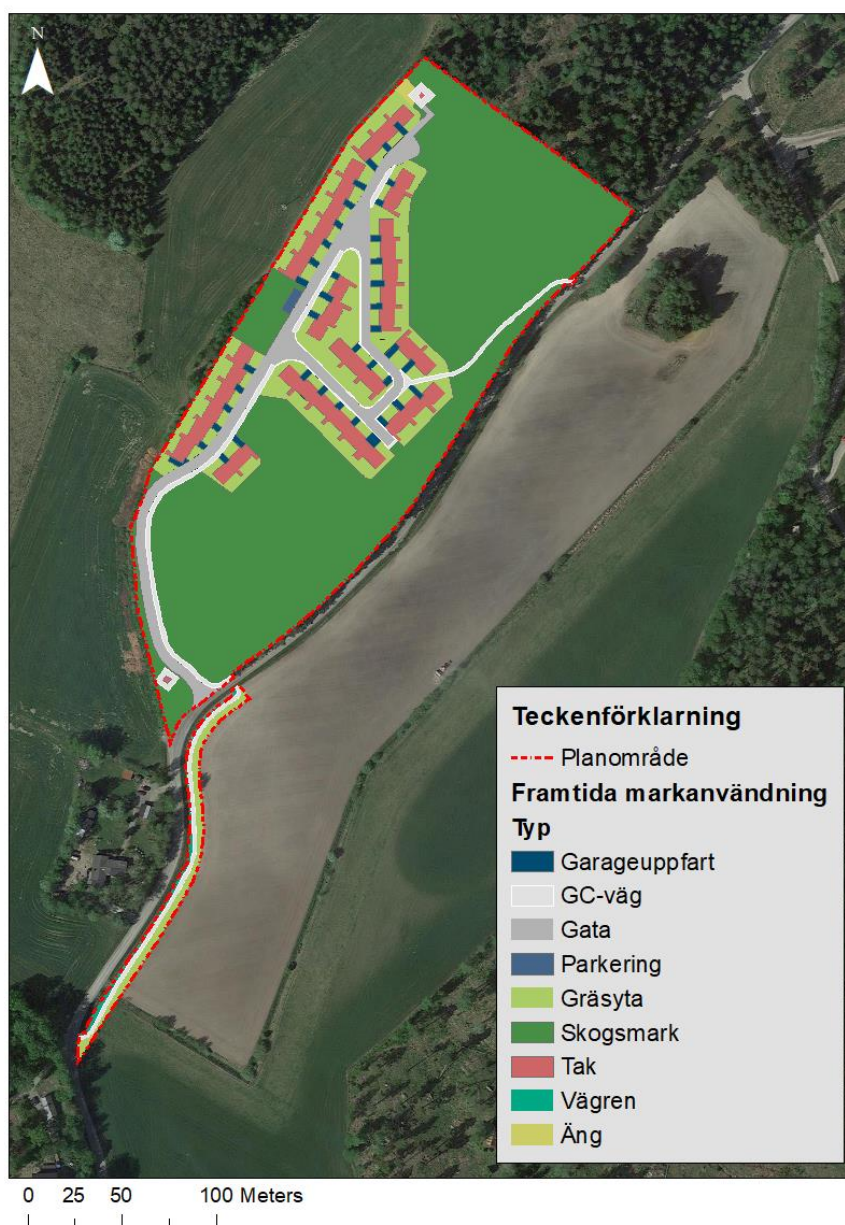 N
Teckenförklarning
Planområde
Framtida markanvändning
Typ
Garageuppfart
GC-väg
Gata
Parkering
Gräsyta
Skogsmark
Tak
Vägren
Äng
0 25 50 100 Meters